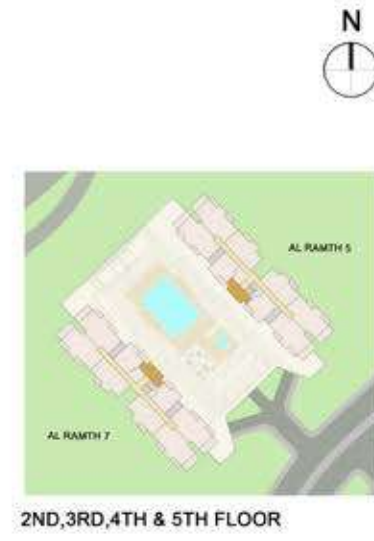 N
AL RAMTH 5
AL RAMTH 7
2ND,3RD,4TH & 5TH FLOOR